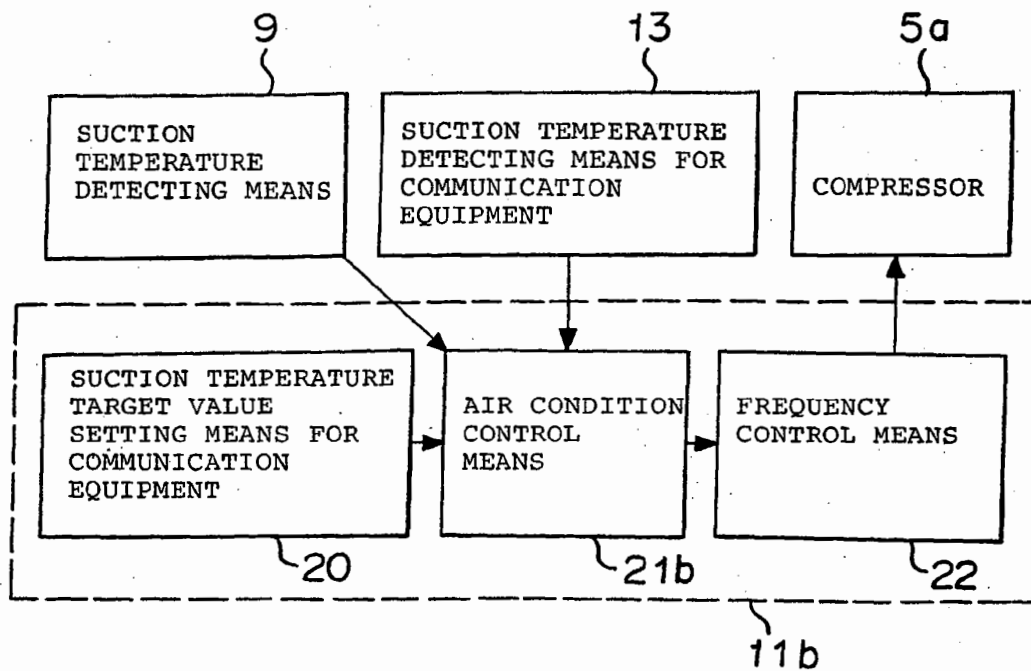 9
13
5a
SUCTION
TEMPERATURE
DETECTING MEANS
SUCTION TEMPERATURE
DETECTING MEANS FOR
COMMUNICATION
EQUIPMENT
COMPRESSOR
SUCTION TEMPERATURE
TARGET VALUE
SETTING MEANS FOR
COMMUNICATION
EQUIPMENT
AIR CONDITION
CONTROL
MEANS
FREQUENCY
CONTROL MEANS
20
21b
22
11b